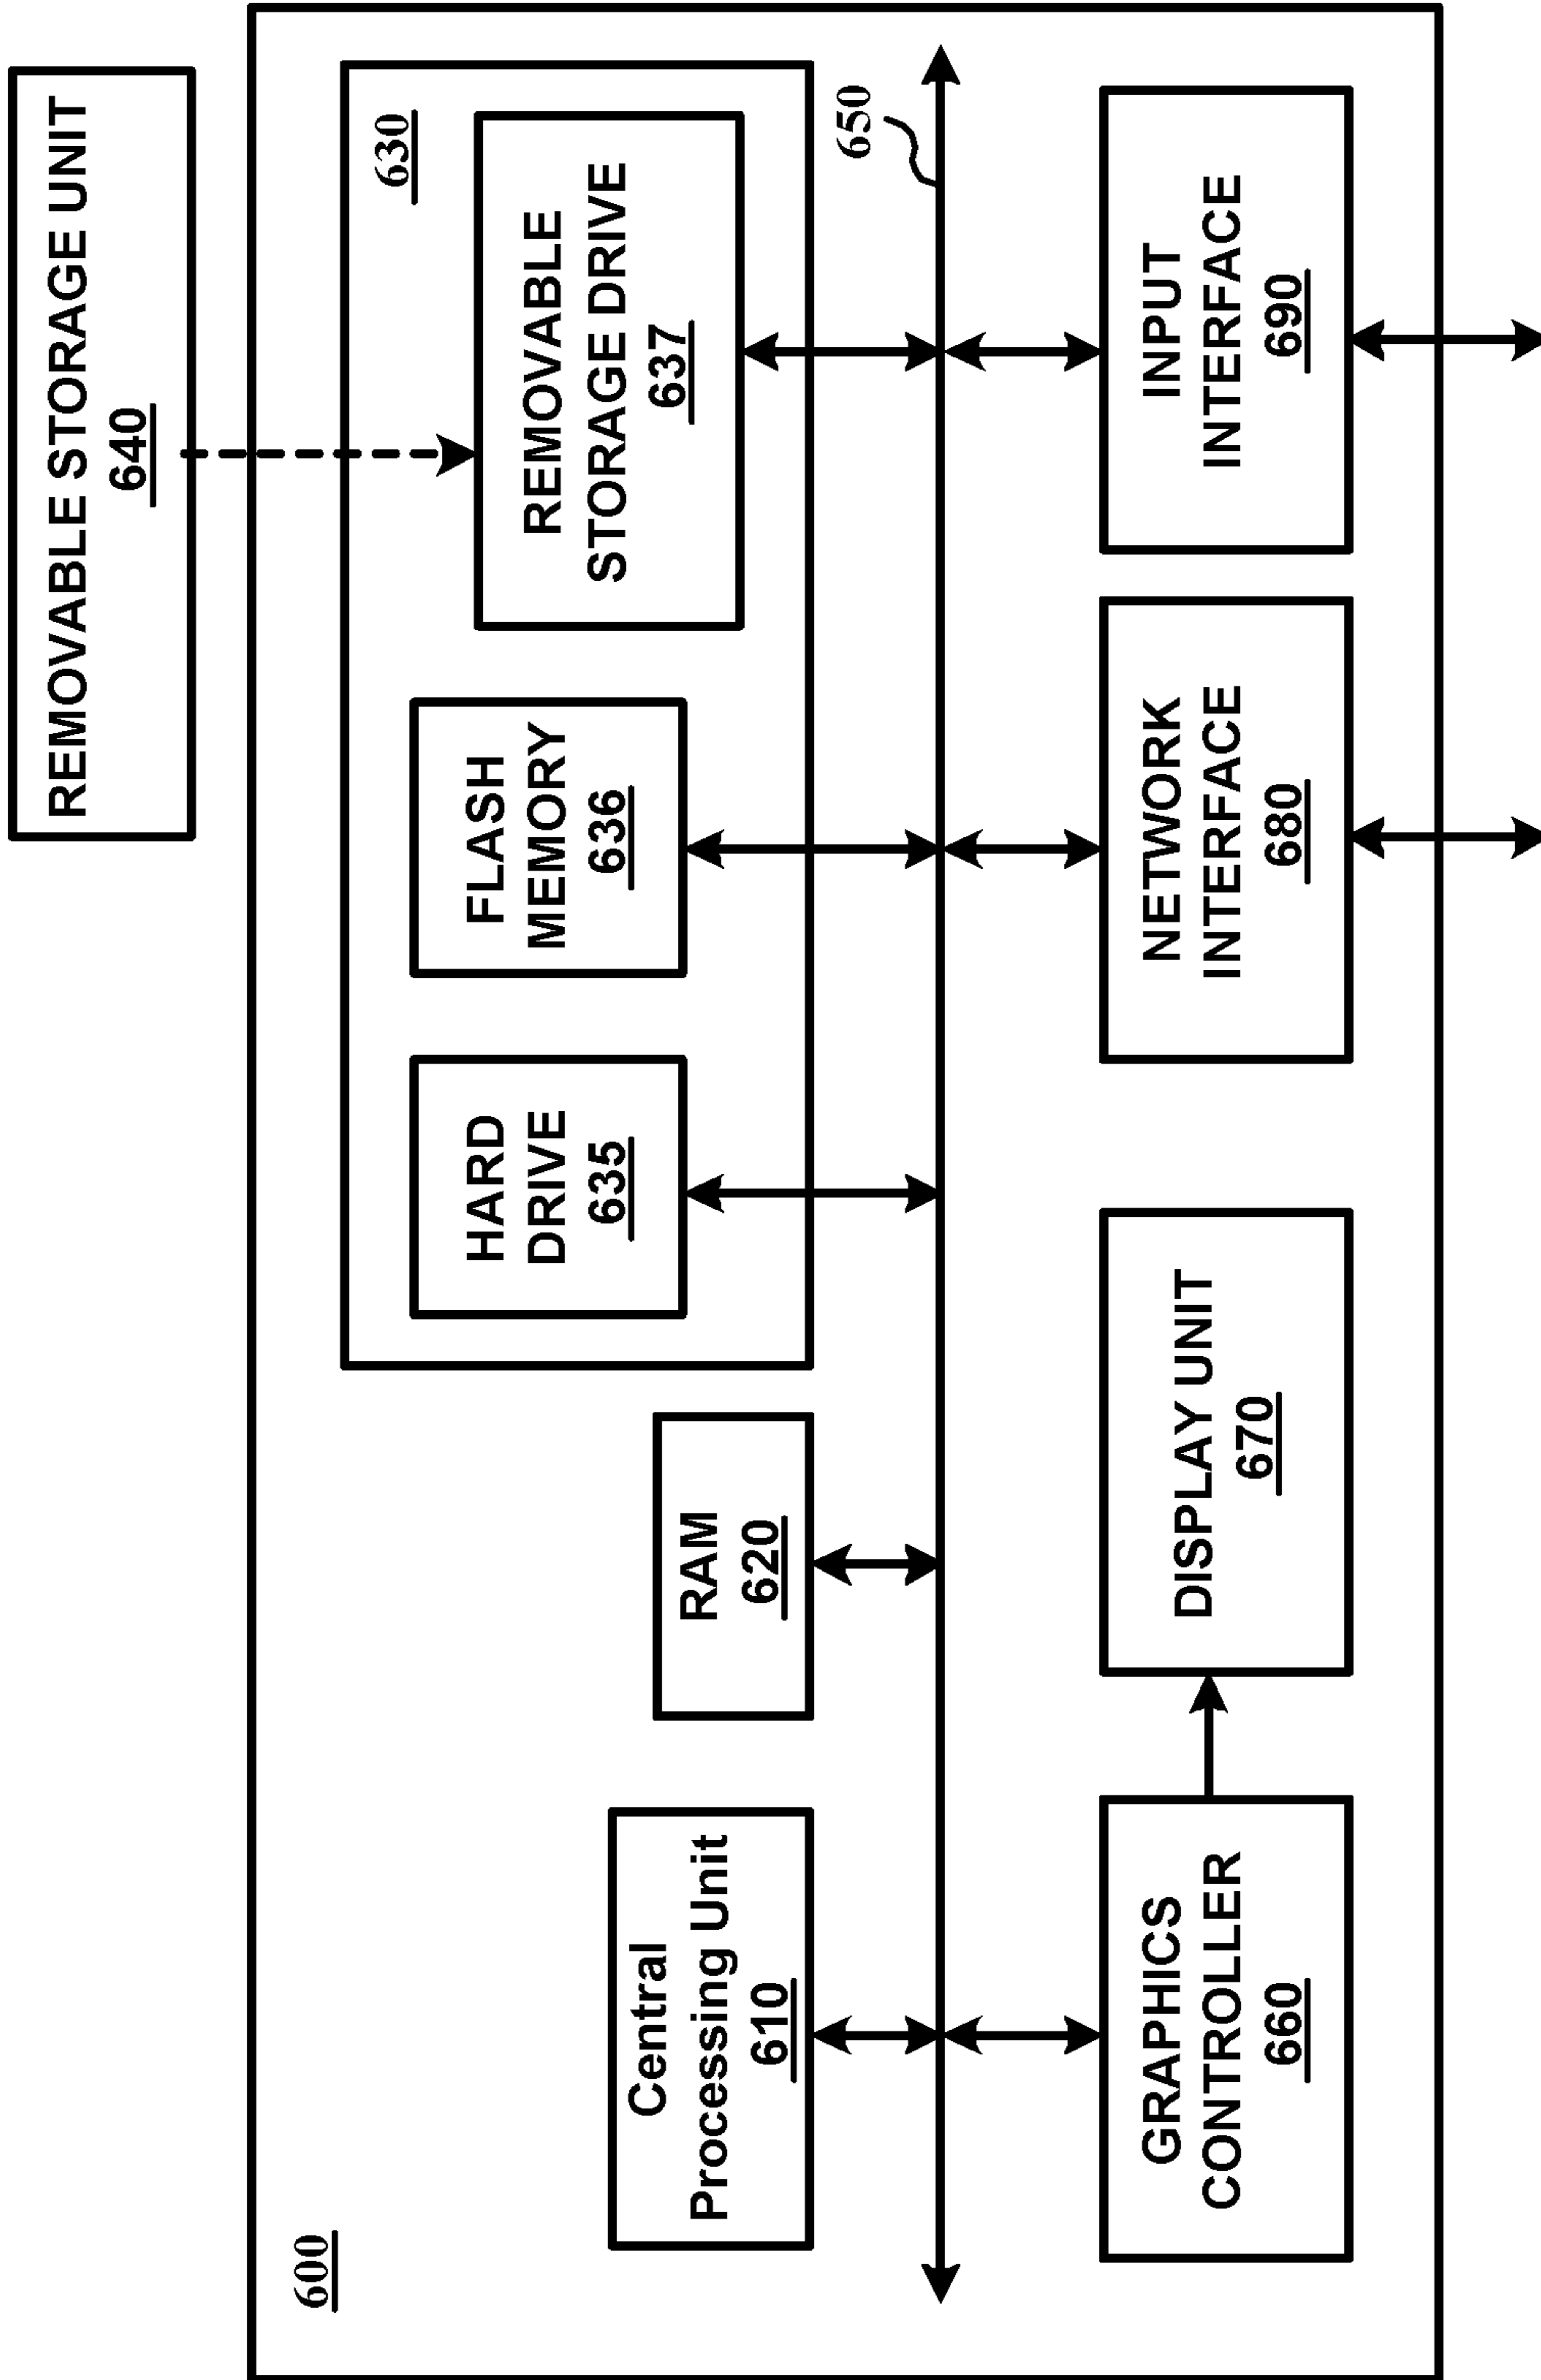 REMOVABLE STORAGE UNIT
640
600
630
Central
Processing Unit
610
RAM
620
HARD
DRIVE
635
FLASH
MEMORY
636
REMOVABLE
STORAGE DRIVE
637
650
GRAPHICS
CONTROLLER
660
DISPLAY UNIT
670
NETWORK
INTERFACE
680
INPUT
INTERFACE
690